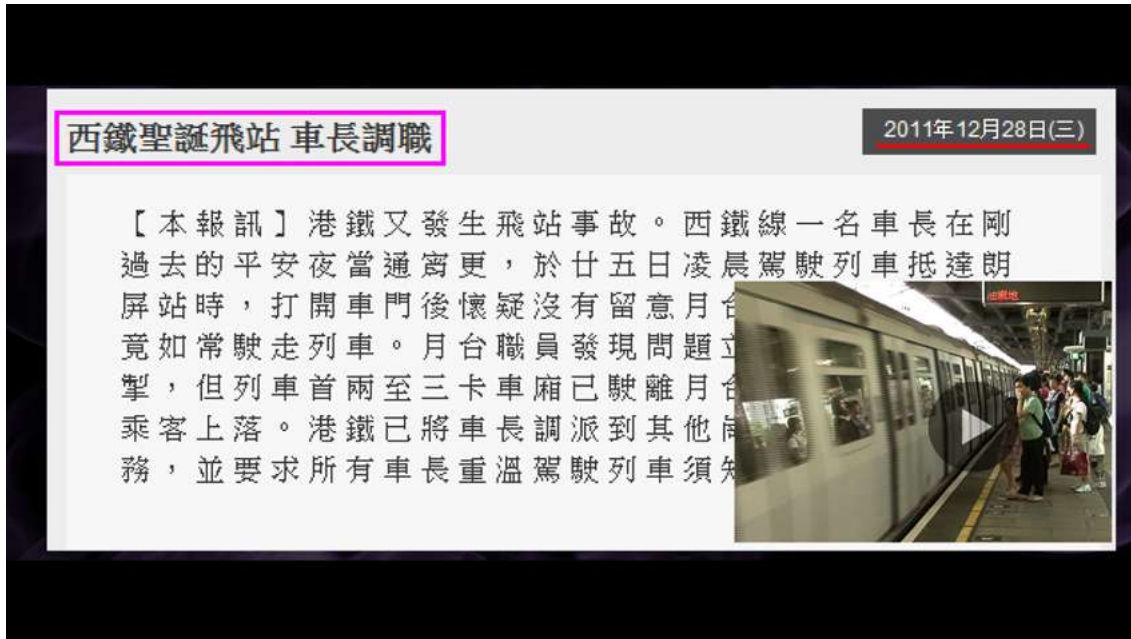 西鐵聖誕飛站 車長調職
2011年12月28日(三)
【本報訊】港鐵又發生飛站事故。西鐵線一名車長在剛
過去的平安夜當通宵更，於廿五日凌晨駕駛列車抵達朗
屏站時，打開車門後懷疑沒有留意月台
竟如常駛走列車。月台職員發現問題立
掣，但列車首兩至三卡車廂已駛離月台
乘客上落。港鐵已將車長調派到其他崗
務，並要求所有車長重溫駕駛列車須知
油麻地